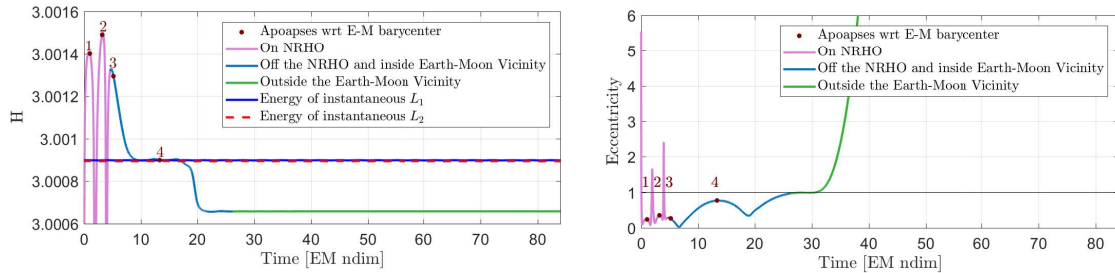 3.0016
3.0014
3.0012
3.001
3.0008
3.0006
H
1
2
3
4
Apoapses wrt E-M barycenter
On NRHO
Off the NRHO and inside Earth-Moon Vicinity
Outside the Earth-Moon Vicinity
Energy of instantaneous L1
Energy of instantaneous L2
0 10 20 30 40 50 60 70 80
Time [EM ndim]
6
5
4
3
2
1
0
Ecccentricity
1 2 3 4
Apoapses wrt E-M barycenter
On NRHO
Off the NRHO and inside Earth-Moon Vicinity
Outside the Earth-Moon Vicinity
0 10 20 30 40 50 60 70 80
Time [EM ndim]